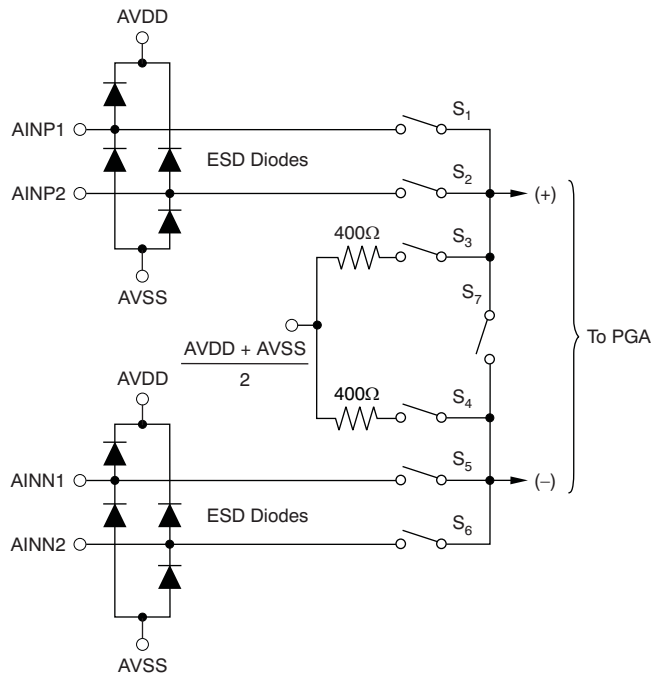 AVDD
AINP1
S1
ESD Diodes
AINP2
S2
(+)
400Ω
S3
AVSS
S7
AVDD + AVSS
2
To PGA
AVDD
400Ω
S4
AINN1
S5
(–)
ESD Diodes
AINN2
S6
AVSS